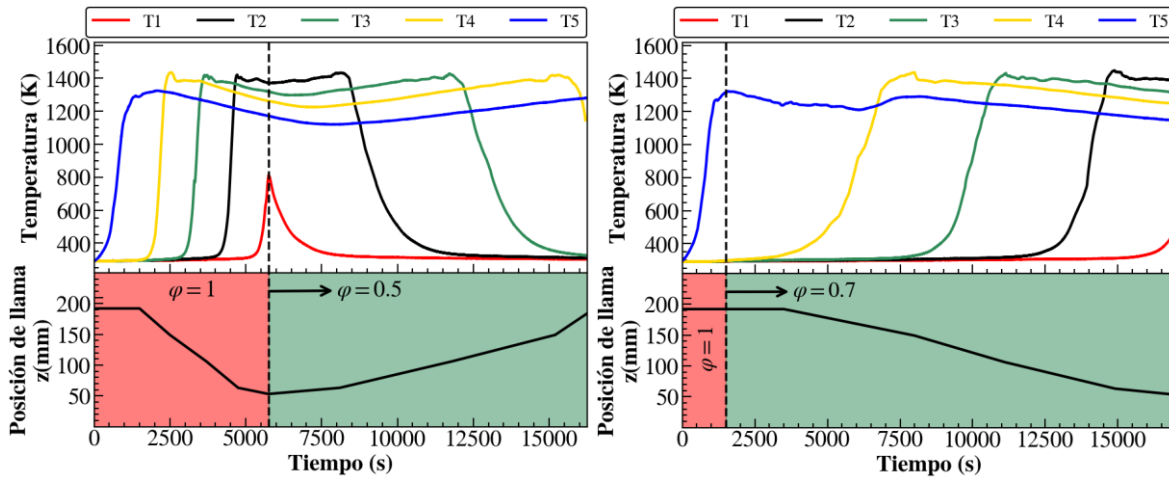 T1 T2 T3 T4 T5
Temperatura (K)
1600
1400
1200
1000
800
600
400
Posición de llama
z(mm)
200
150
100
50
φ = 1
φ = 0.5
0 2500 5000 7500 10000 12500 15000
Tiempo (s)
T1 T2 T3 T4 T5
Temperatura (K)
1600
1400
1200
1000
800
600
400
Posición de llama
z(mm)
200
150
100
50
φ = 1
φ = 0.7
0 2500 5000 7500 10000 12500 15000
Tiempo (s)